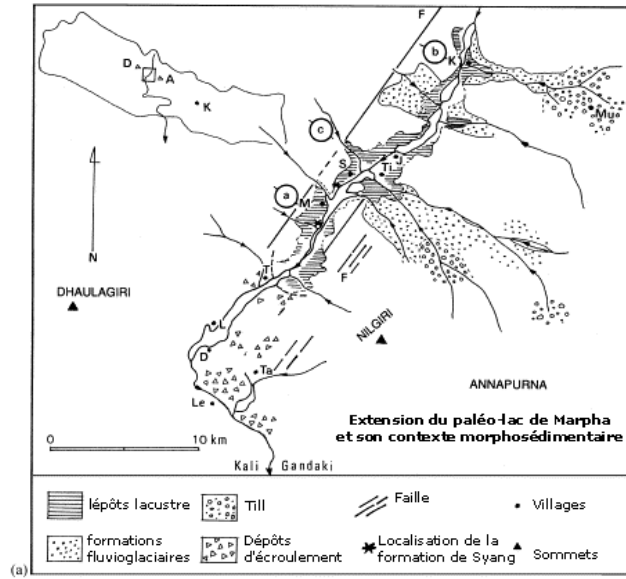 F
b
K
D
A
K
Mu
c
S
Ti
J
a
M
N
T
F
DHAULAGIRI
NILGIRI
L
D
Ta
ANNAPURNA
Le
Extension du paléo-lac de Marpha
et son contexte morphosédimentaire
0
10 km
Kali Gandaki
lépôts lacustre
Till
Faille
Villages
formations
fluvioglaciaires
Dépôts
d'écroulement
Localisation de la
formation de Syang
Sommets
(a)